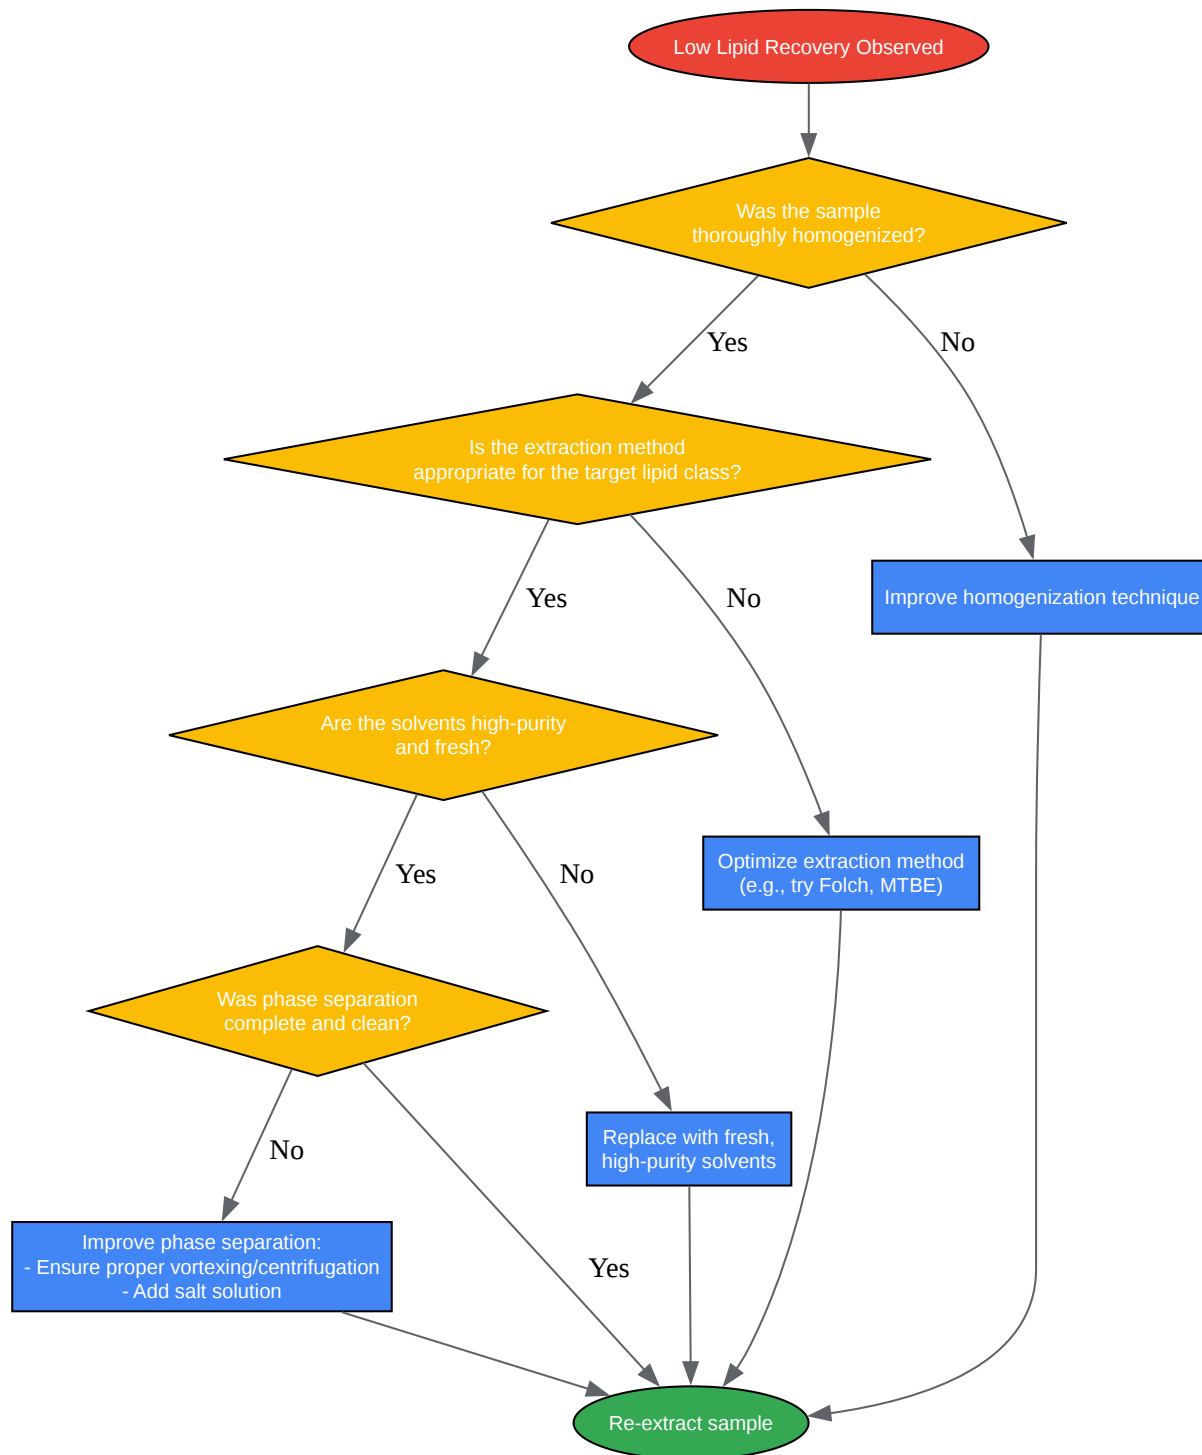 Low Lipid Recovery Observed
Was the sample
thoroughly homogenized?
Yes
No
Is the extraction method
appropriate for the target lipid class?
Yes
No
Improve homogenization technique
Are the solvents high-purity
and fresh?
Yes
No
Optimize extraction method
(e.g., try Folch, MTBE)
Was phase separation
complete and clean?
No
Yes
Replace with fresh,
high-purity solvents
Improve phase separation:
- Ensure proper vortexing/centrifugation
- Add salt solution
Re-extract sample